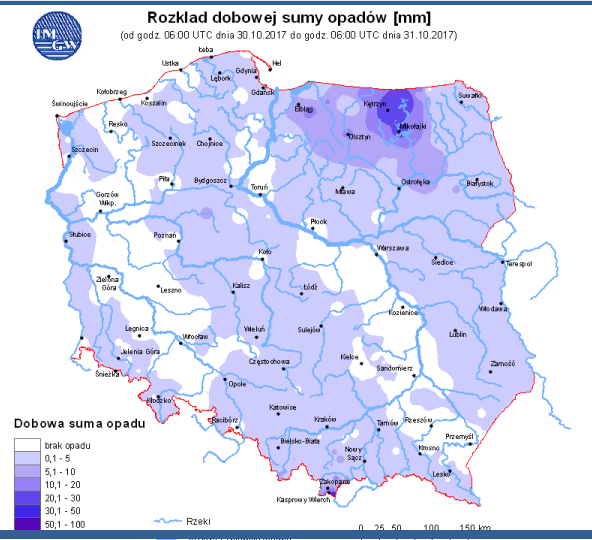 Rozkład dobowej sumy opadów [mm]
(od godz. 06:00 UTC dnia 30.10.2017 do godz. 06:00 UTC dnia 31.10.2017)
IM
G-W
Łeba
Ustka
Hel
Gdynia
Lębork
Kołobrzeg
Gdańsk
Koszalin
Świnoujście
Elbląg
Kętrzyn
Suwałki
Resko
Mikołajki
Olsztyn
Szczecinek
Chojnice
Szczecin
Piła
Bydgoszcz
Toruń
Mława
Ostrołęka
Białystok
Gorzów
Wlkp.
Płock
Słubice
Poznań
Koło
Warszawa
Siedlce
Terespol
Zielona
Góra
Leszno
Kalisz
Łódź
Kozienice
Włodawa
Legnica
Wrocław
Wieluń
Sulejów
Lublin
Jelenia Góra
Śnieżka
Częstochowa
Kielce
Sandomierz
Zamość
Opole
Kłodzko
Katowice
Racibórz
Kraków
Tarnów
Rzeszów
Przemyśl
Bielsko-Biała
Nowy
Sącz
Krosno
Lesko
Zakopane
Kasprowy Wierch
Dobowa suma opadu
brak opadu
0,1 - 5
5,1 - 10
10,1 - 20
20,1 - 30
30,1 - 50
50,1 - 100
Rzeki
0 25 50 100 150 km